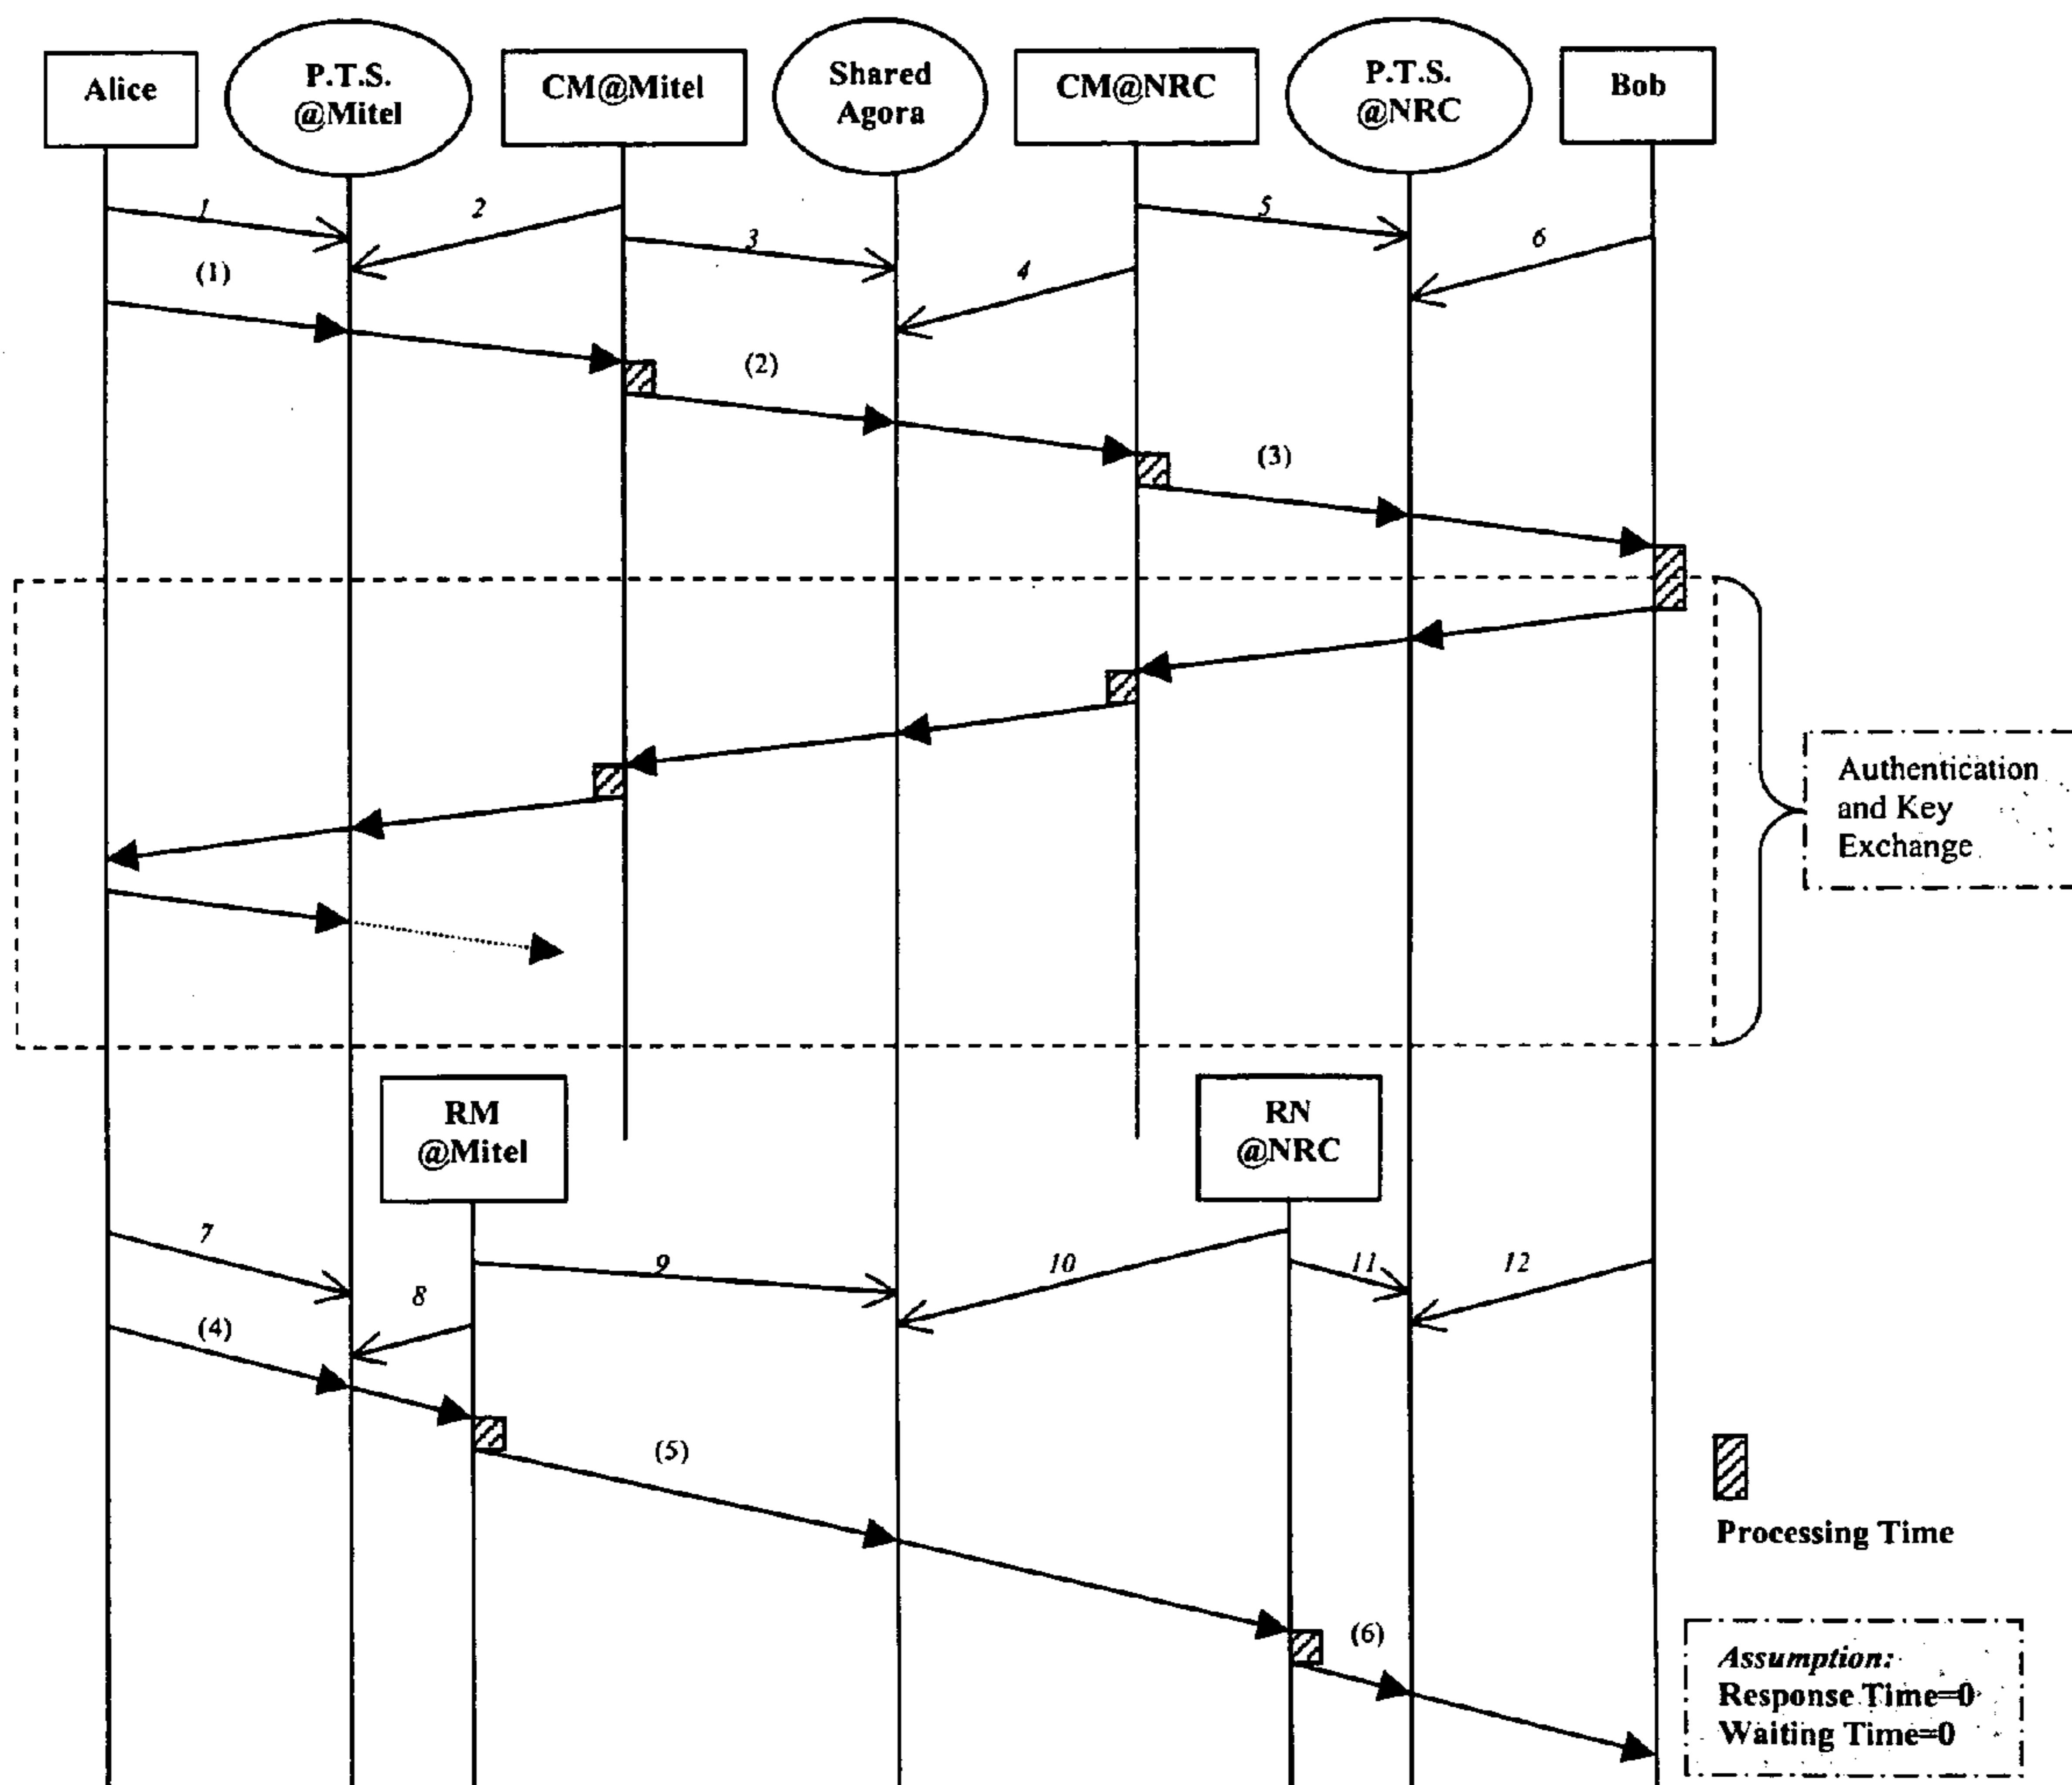 Alice
P.T.S.
@Mitel
CM@Mitel
Shared
Agora
CM@NRC
P.T.S.
@NRC
Bob
1
2
3
4
5
6
(1)
(2)
(3)
Authentication
and Key
Exchange
RM
@Mitel
RN
@NRC
7
8
9
10
11
12
(4)
(5)
(6)
Processing Time
Assumption:
Response Time=0
Waiting Time=0